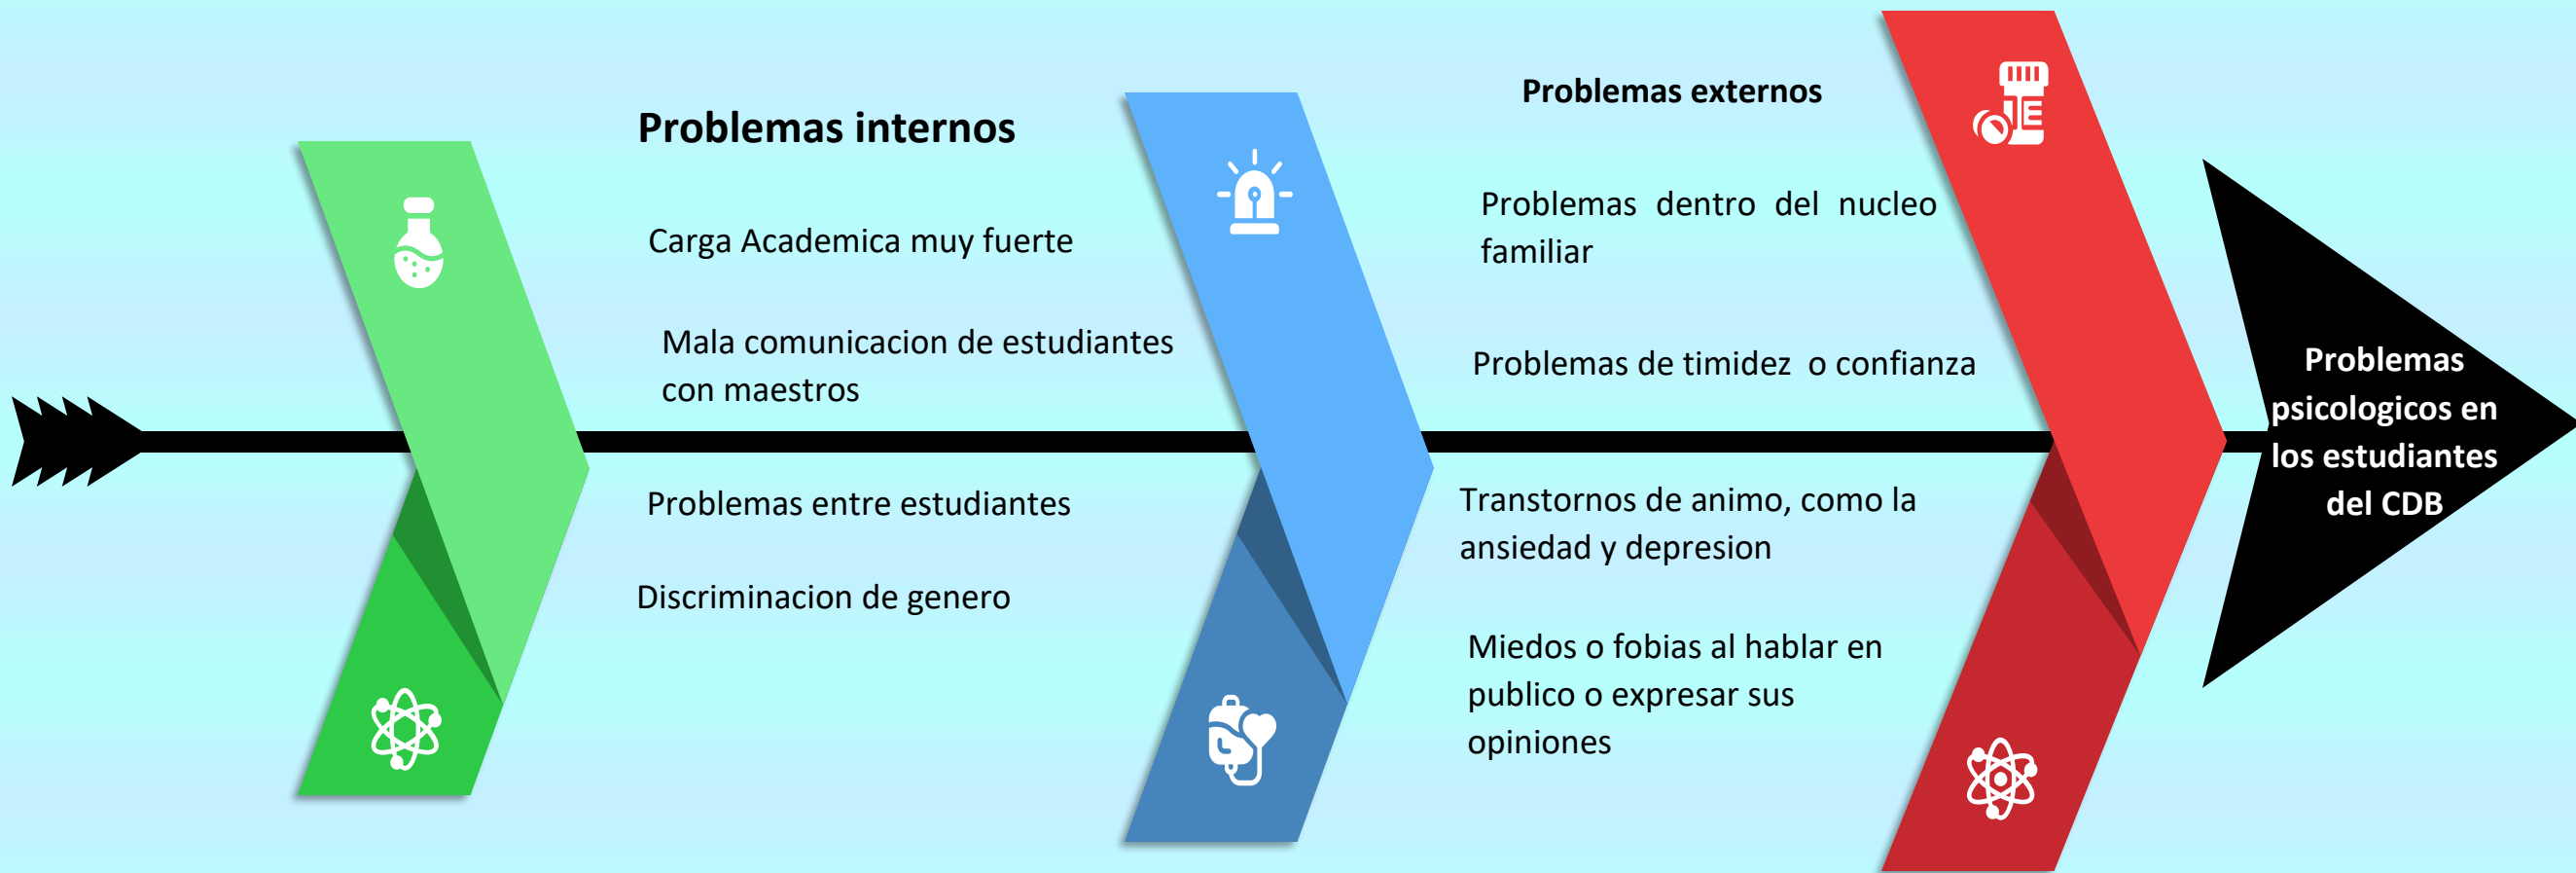 Problemas internos
Carga Academica muy fuerte
Mala comunicacion de estudiantes
con maestros
Problemas entre estudiantes
Discriminacion de genero
Problemas externos
Problemas dentro del nucleo
familiar
Problemas de timidez o confianza
Transtornos de animo, como la
ansiedad y depresion
Miedos o fobias al hablar en
publico o expresar sus
opiniones
Problemas
psicologicos en
los estudiantes
del CDB